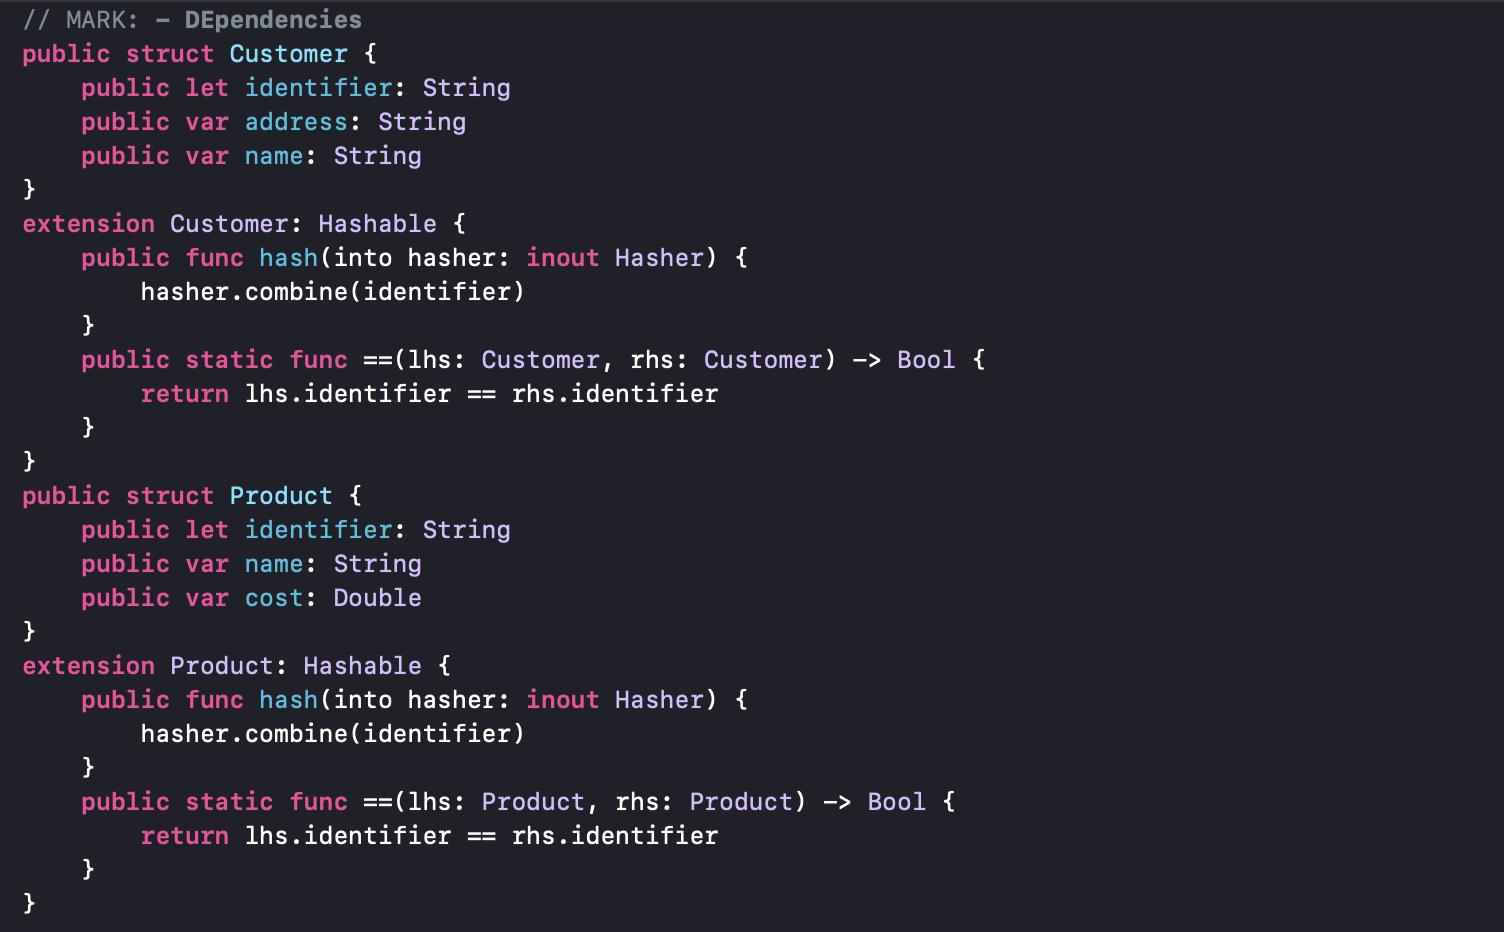 // MARK: – DEpendencies
public struct Customer {
    public let identifier: String
    public var address: String
    public var name: String
}
extension Customer: Hashable {
    public func hash(into hasher: inout Hasher) {
        hasher.combine(identifier)
    }
    public static func ==(lhs: Customer, rhs: Customer) -> Bool {
        return lhs.identifier == rhs.identifier
    }
}
public struct Product {
    public let identifier: String
    public var name: String
    public var cost: Double
}
extension Product: Hashable {
    public func hash(into hasher: inout Hasher) {
        hasher.combine(identifier)
    }
    public static func ==(lhs: Product, rhs: Product) -> Bool {
        return lhs.identifier == rhs.identifier
    }
}